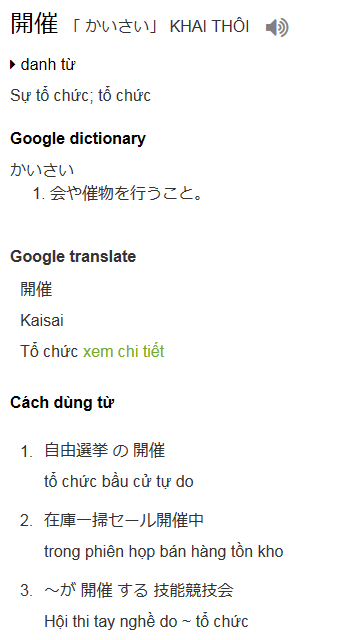 開催 「 かいさい」 KHAI THÔI
danh từ
Sự tổ chức; tổ chức
Google dictionary
かいさい
1. 会や催物を行うこと。
Google translate
開催
Kaisai
Tổ chức xem chi tiết
Cách dùng từ
1. 自由選挙 の 開催
tổ chức bầu cử tự do
2. 在庫一掃セール開催中
trong phiên họp bán hàng tồn kho
3. ～が 開催 する 技能競技会
Hội thi tay nghề do ~ tổ chức